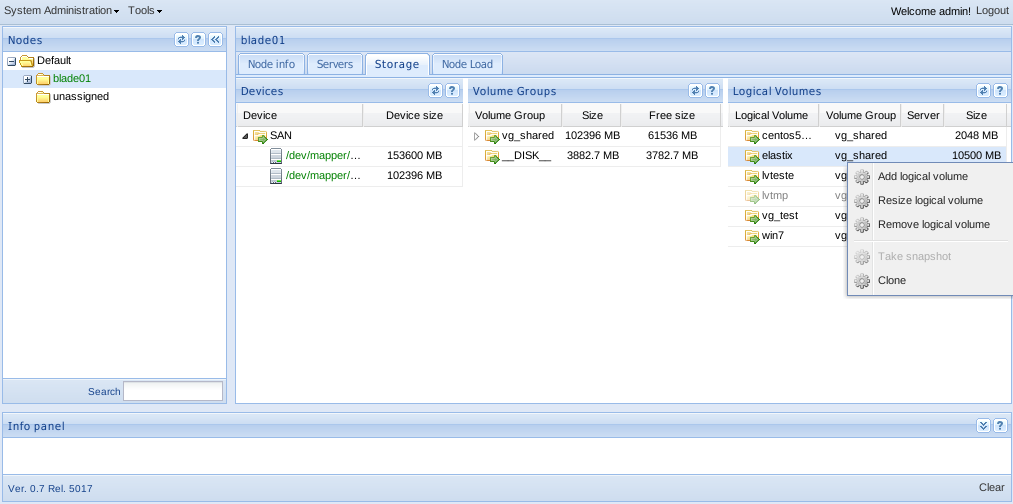 System Administration Tools Welcome admin! Logout
Nodes
Default
blade01
unassigned
Search
blade01
Node info Servers Storage Node Load
Devices
Device Device size
SAN
/dev/mapper/... 153600 MB
/dev/mapper/... 102396 MB
Volume Groups
Volume Group Size Free size
vg_shared 102396 MB 61536 MB
__DISK__ 3882.7 MB 3782.7 MB
Logical Volumes
Logical Volume Volume Group Server Size
centos5... vg_shared 2048 MB
elastix vg_shared 10500 MB
lvteste vg
lvtmp vg
vg_test vg
win7 vg
Add logical volume
Resize logical volume
Remove logical volume
Take snapshot
Clone
Info panel
Ver. 0.7 Rel. 5017 Clear